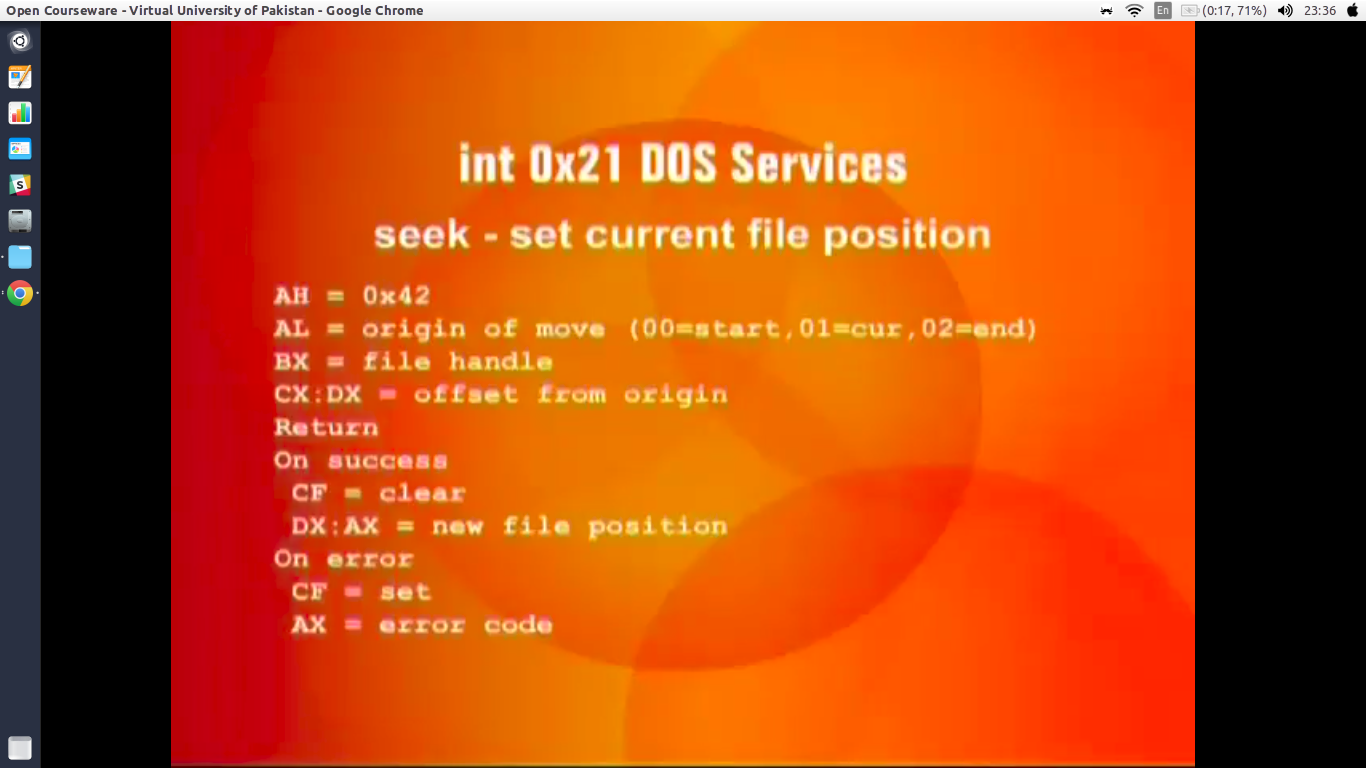 Open Courseware - Virtual University of Pakistan - Google Chrome
En
(0:17, 71%)
23:36
int 0x21 DOS Services
seek - set current file position
AH = 0x42
AL = origin of move (00=start,01=cur,02=end)
BX = file handle
CX:DX = offset from origin
Return
On success
CF = clear
DX:AX = new file position
On error
CF = set
AX = error code
S